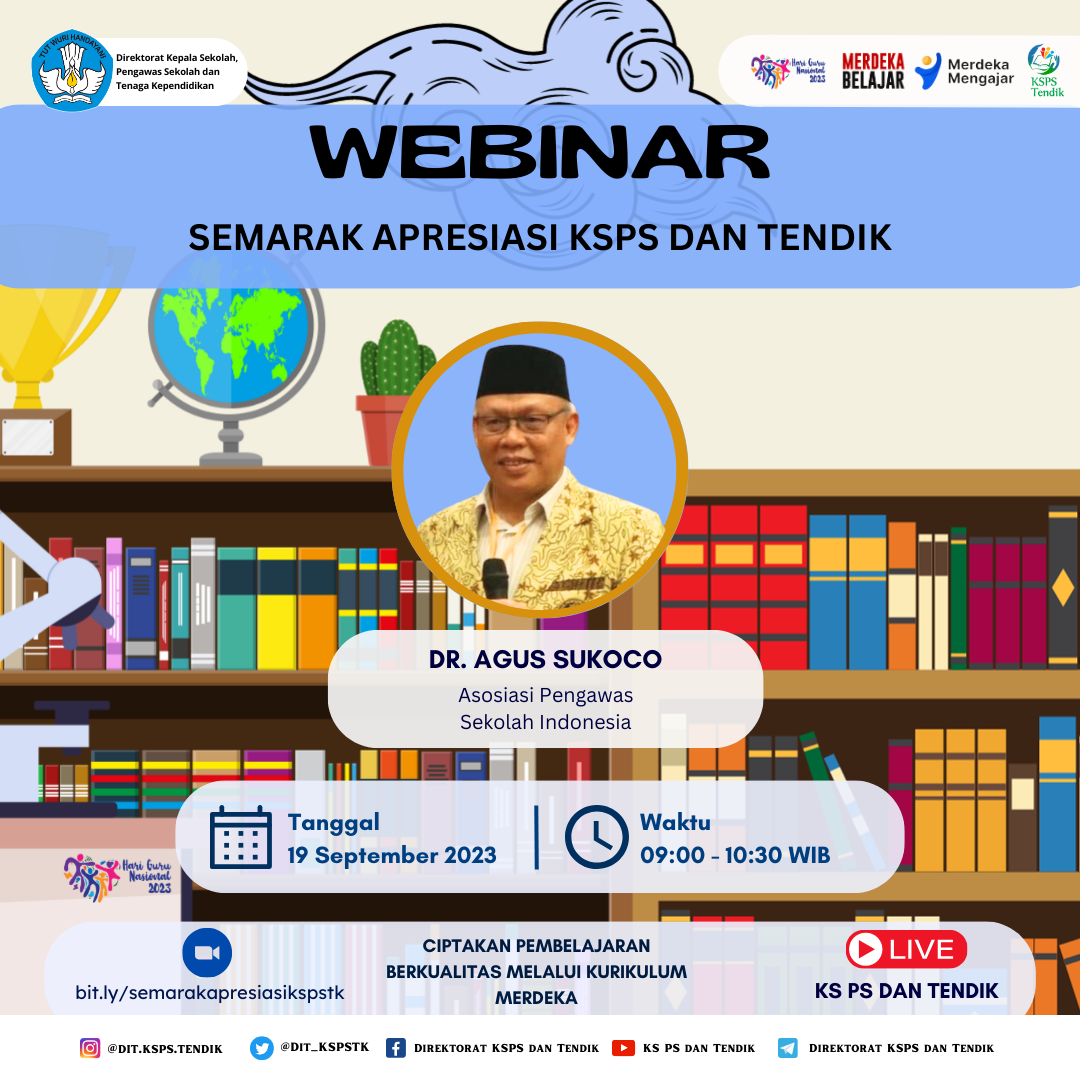 TUT WURI HANDAYANI
Direktorat Kepala Sekolah,
Pengawas Sekolah dan
Tenaga Kependidikan
Hari Guru
Nasional
2023
MERDEKA
BELAJAR
Merdeka
Mengajar
KSPS
Tendik
WEBINAR
SEMARAK APRESIASI KSPS DAN TENDIK
DR. AGUS SUKOCO
Asosiasi Pengawas
Sekolah Indonesia
Tanggal
19 September 2023
Waktu
09:00 - 10:30 WIB
Hari Guru
Nasional
2023
bit.ly/semarakapresiasikspstk
CIPTAKAN PEMBELAJARAN
BERKUALITAS MELALUI KURIKULUM
MERDEKA
LIVE
KS PS DAN TENDIK
@DIT.KSPS.TENDIK
@DIT_KSPSTK
DIREKTORAT KSPS DAN TENDIK
KS PS DAN TENDIK
DIREKTORAT KSPS DAN TENDIK